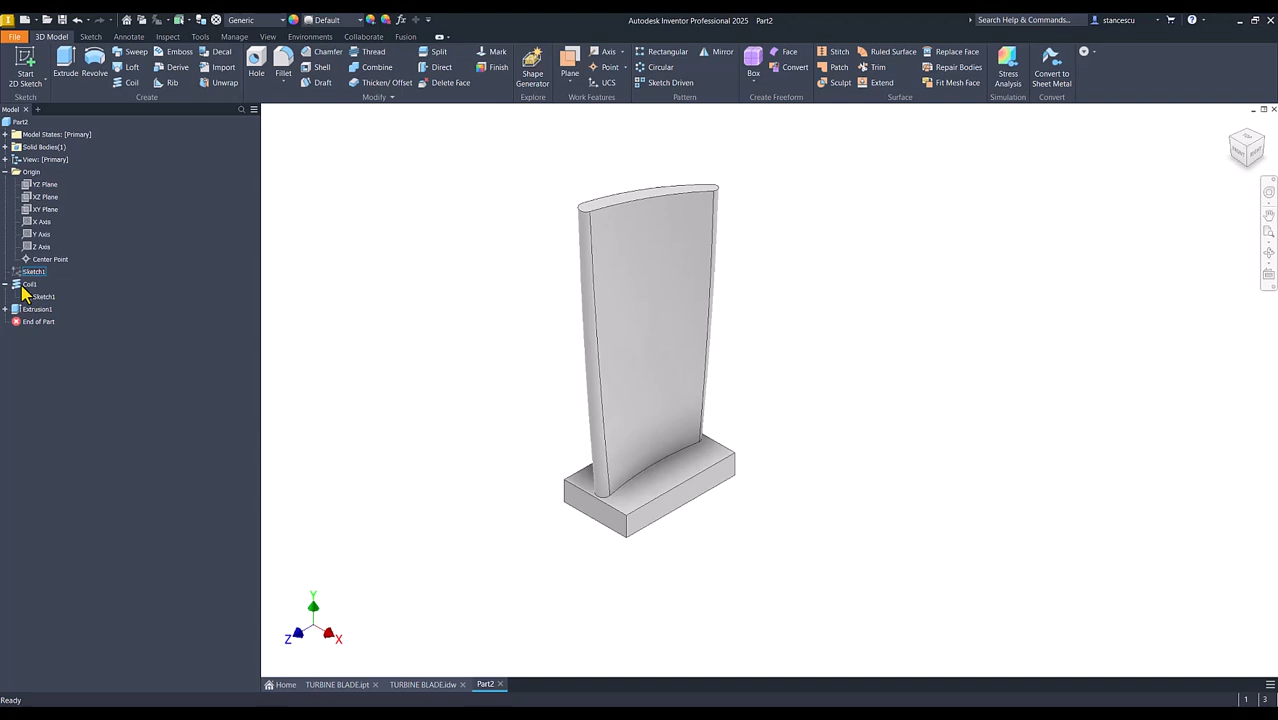 Generic
Default
Autodesk Inventor Professional 2025 Part2
Search Help & Commands...
stancescu
File
3D Model
Sketch
Annotate
Inspect
Tools
Manage
View
Environments
Collaborate
Fusion
Start
2D Sketch
Extrude
Revolve
Sweep
Emboss
Decal
Loft
Derive
Import
Coil
Rib
Unwrap
Hole
Fillet
Chamfer
Thread
Shell
Combine
Draft
Thicken/ Offset
Split
Direct
Delete Face
Mark
Finish
Shape
Generator
Plane
Axis
Point
UCS
Rectangular
Mirror
Circular
Sketch Driven
Box
Face
Convert
Stitch
Ruled Surface
Replace Face
Patch
Trim
Repair Bodies
Sculpt
Extend
Fit Mesh Face
Stress
Analysis
Convert to
Sheet Metal
Sketch
Create
Modify
Explore
Work Features
Pattern
Create Freeform
Surface
Simulation
Convert
Model
Part2
Model States: [Primary]
Solid Bodies(1)
View: [Primary]
Origin
YZ Plane
XZ Plane
XY Plane
X Axis
Y Axis
Z Axis
Center Point
Sketch1
Coil1
Sketch1
Extrusion1
End of Part
TOP
FRONT
RIGHT
Y
Z
X
Home
TURBINE BLADE.ipt
TURBINE BLADE.idw
Part2
Ready
1
3